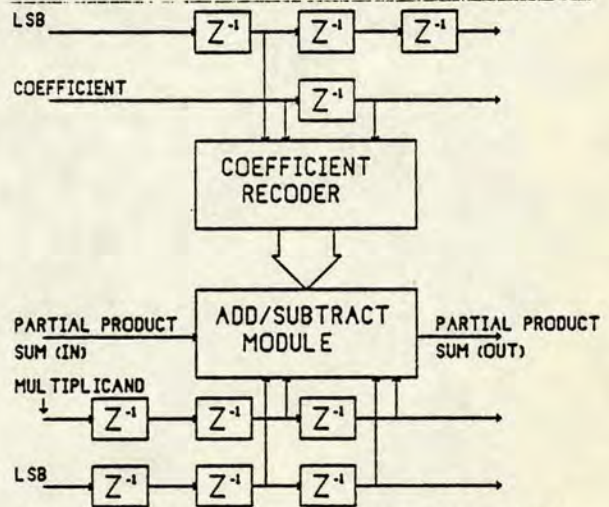 LSB
Z⁻¹ Z⁻¹ Z⁻¹
COEFFICIENT
Z⁻¹
COEFFICIENT
RECODER
PARTIAL PRODUCT
SUM (IN)
ADD/SUBTRACT
MODULE
PARTIAL PRODUCT
SUM (OUT)
MULTIPLICAND
Z⁻¹ Z⁻¹ Z⁻¹
LSB
Z⁻¹ Z⁻¹ Z⁻¹